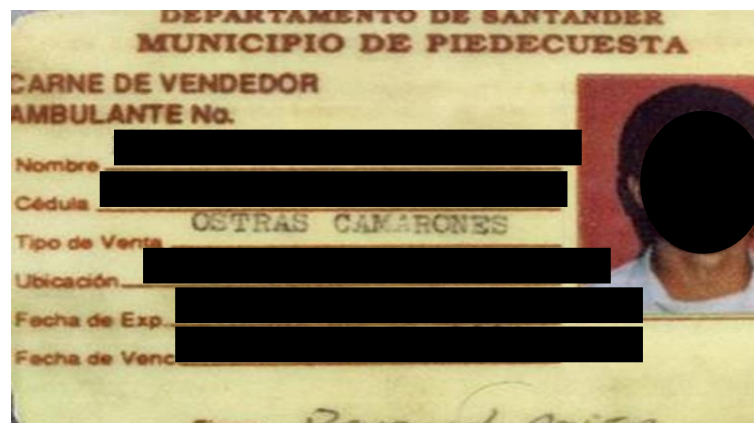 DEPARTAMENTO DE SANTANDER
MUNICIPIO DE PIEDECUESTA
CARNE DE VENDEDOR
AMBULANTE No.
Nombre
Cédula
OSTRAS CAMARONES
Tipo de Venta
Ubicación
Fecha de Exp.
Fecha de Venc